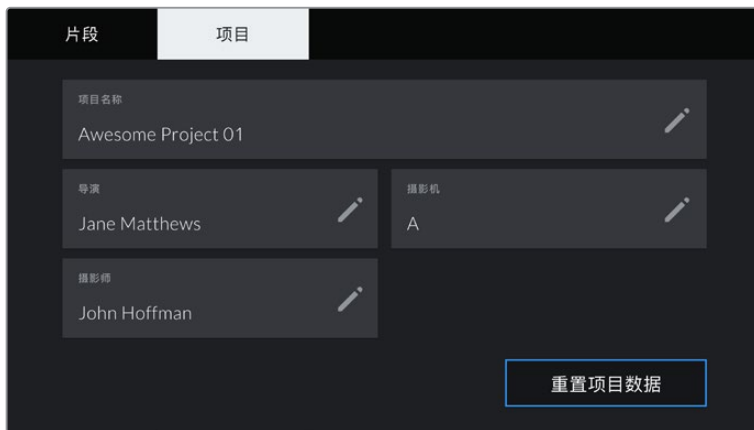 片段 项目
项目名称
Awesome Project 01
导演 摄影机
Jane Matthews A
摄影师
John Hoffman
重置项目数据